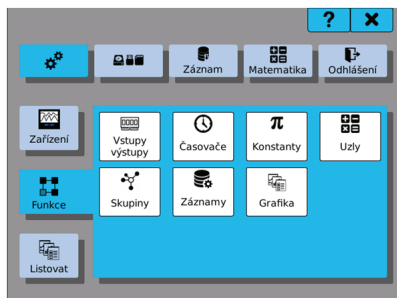 ?
Záznam
Matematika
Odhlášení
Zařízení
Vstupy
výstupy
Časovače
π
Konstanty
Uzly
Funkce
Skupiny
Záznamy
Grafika
Listovat